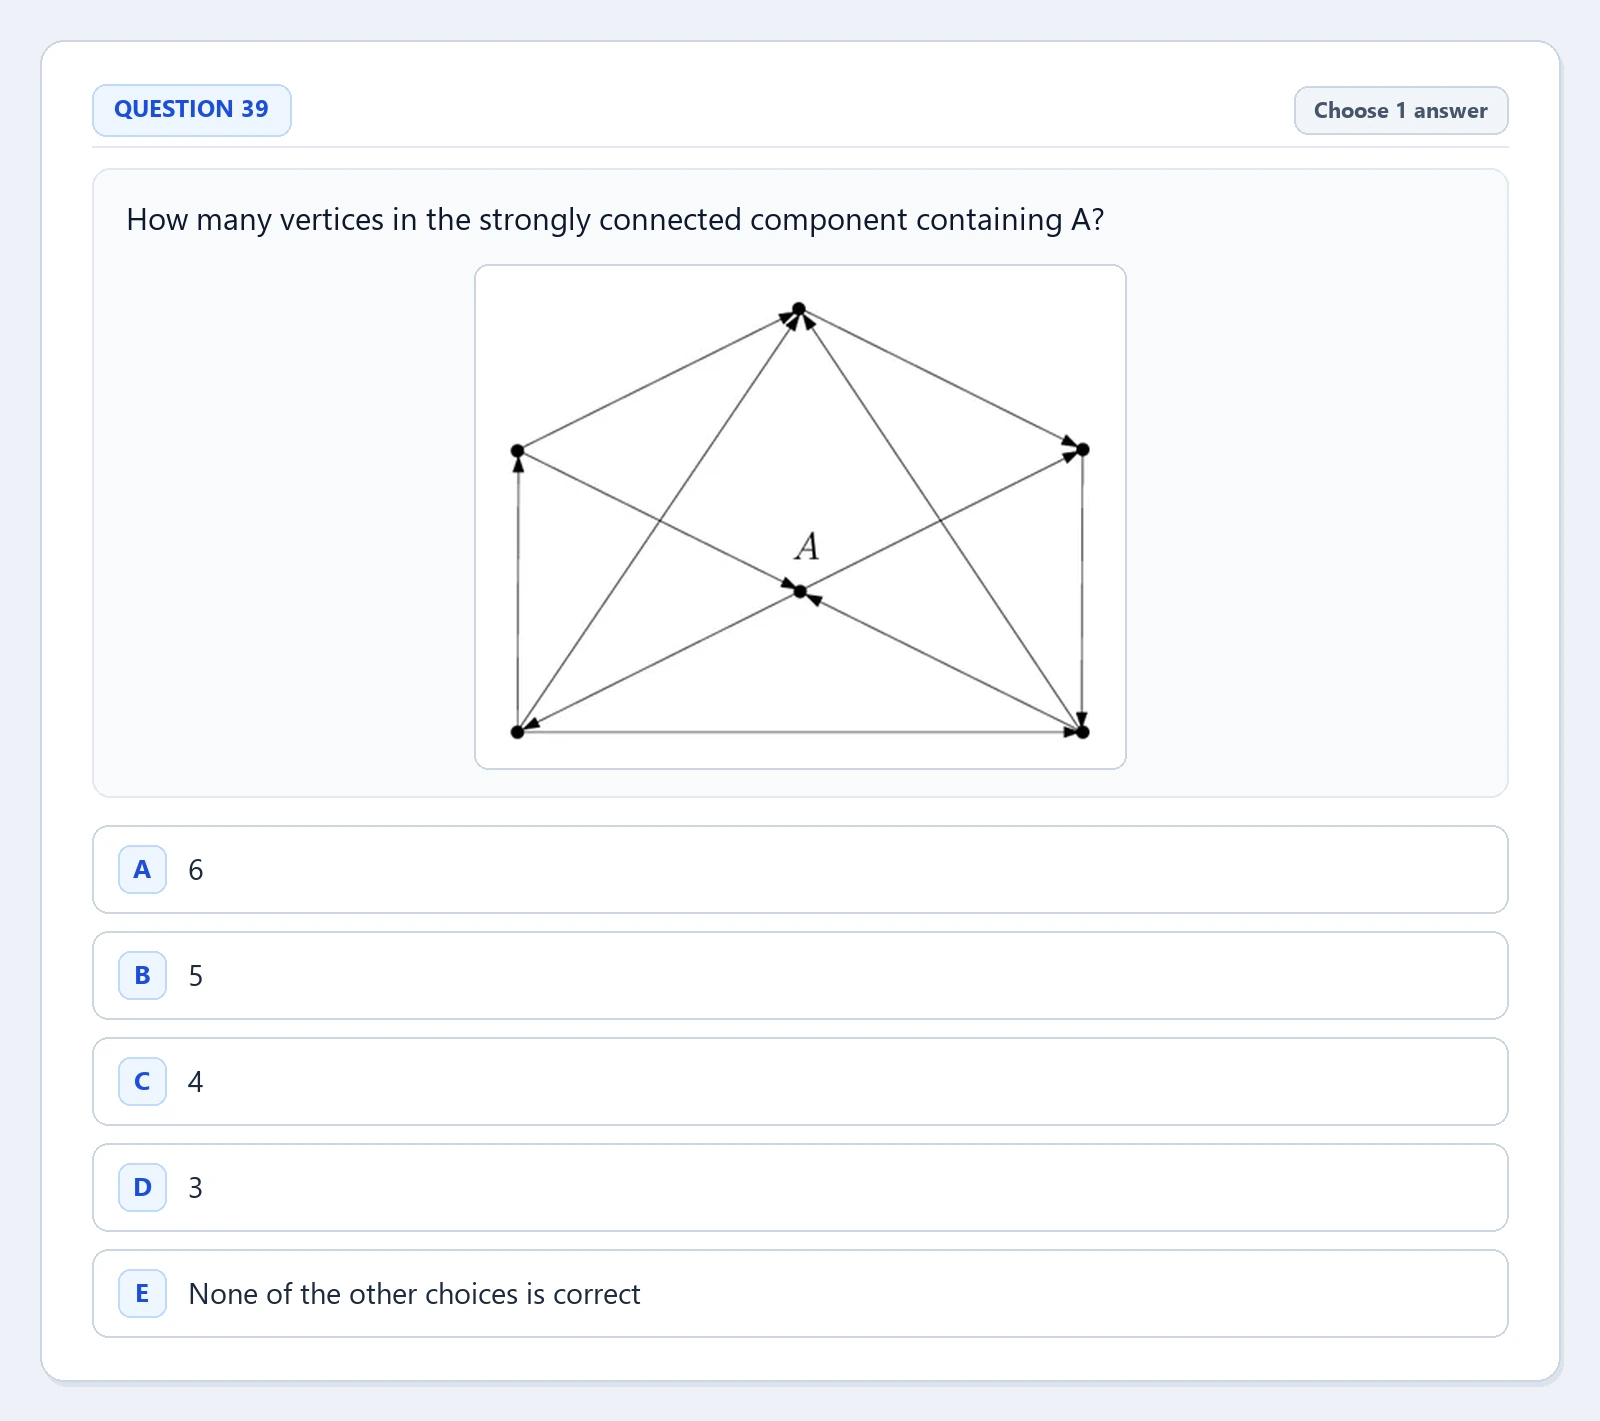 QUESTION 39
Choose 1 answer
How many vertices in the strongly connected component containing A?
A
A 6
B 5
C 4
D 3
E None of the other choices is correct